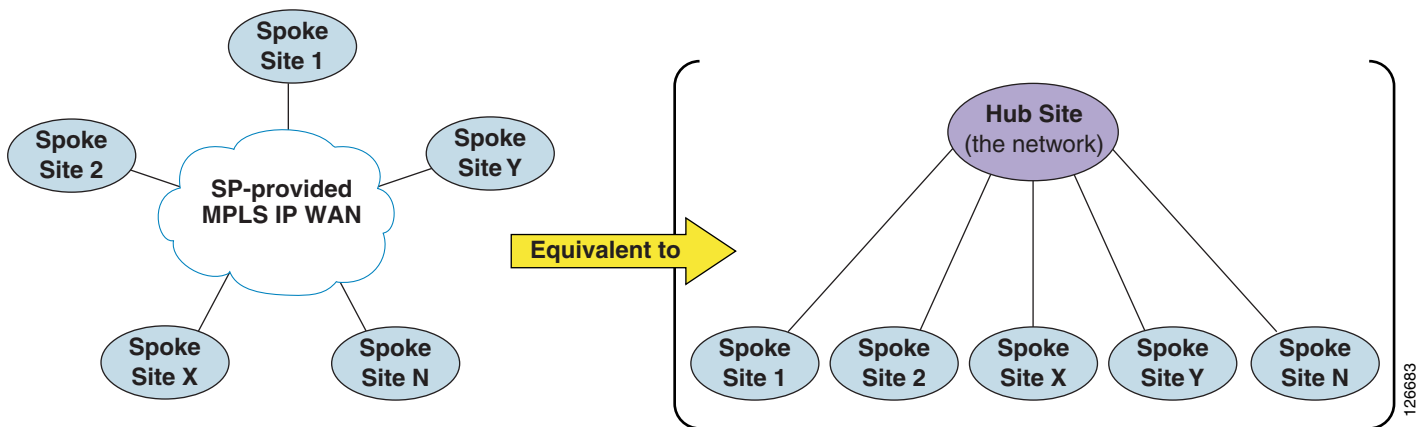 Spoke
Site 1
Spoke
Site 2
Spoke
Site Y
SP-provided
MPLS IP WAN
Spoke
Site X
Spoke
Site N
Equivalent to
Hub Site
(the network)
Spoke
Site 1
Spoke
Site 2
Spoke
Site X
Spoke
Site Y
Spoke
Site N
126683